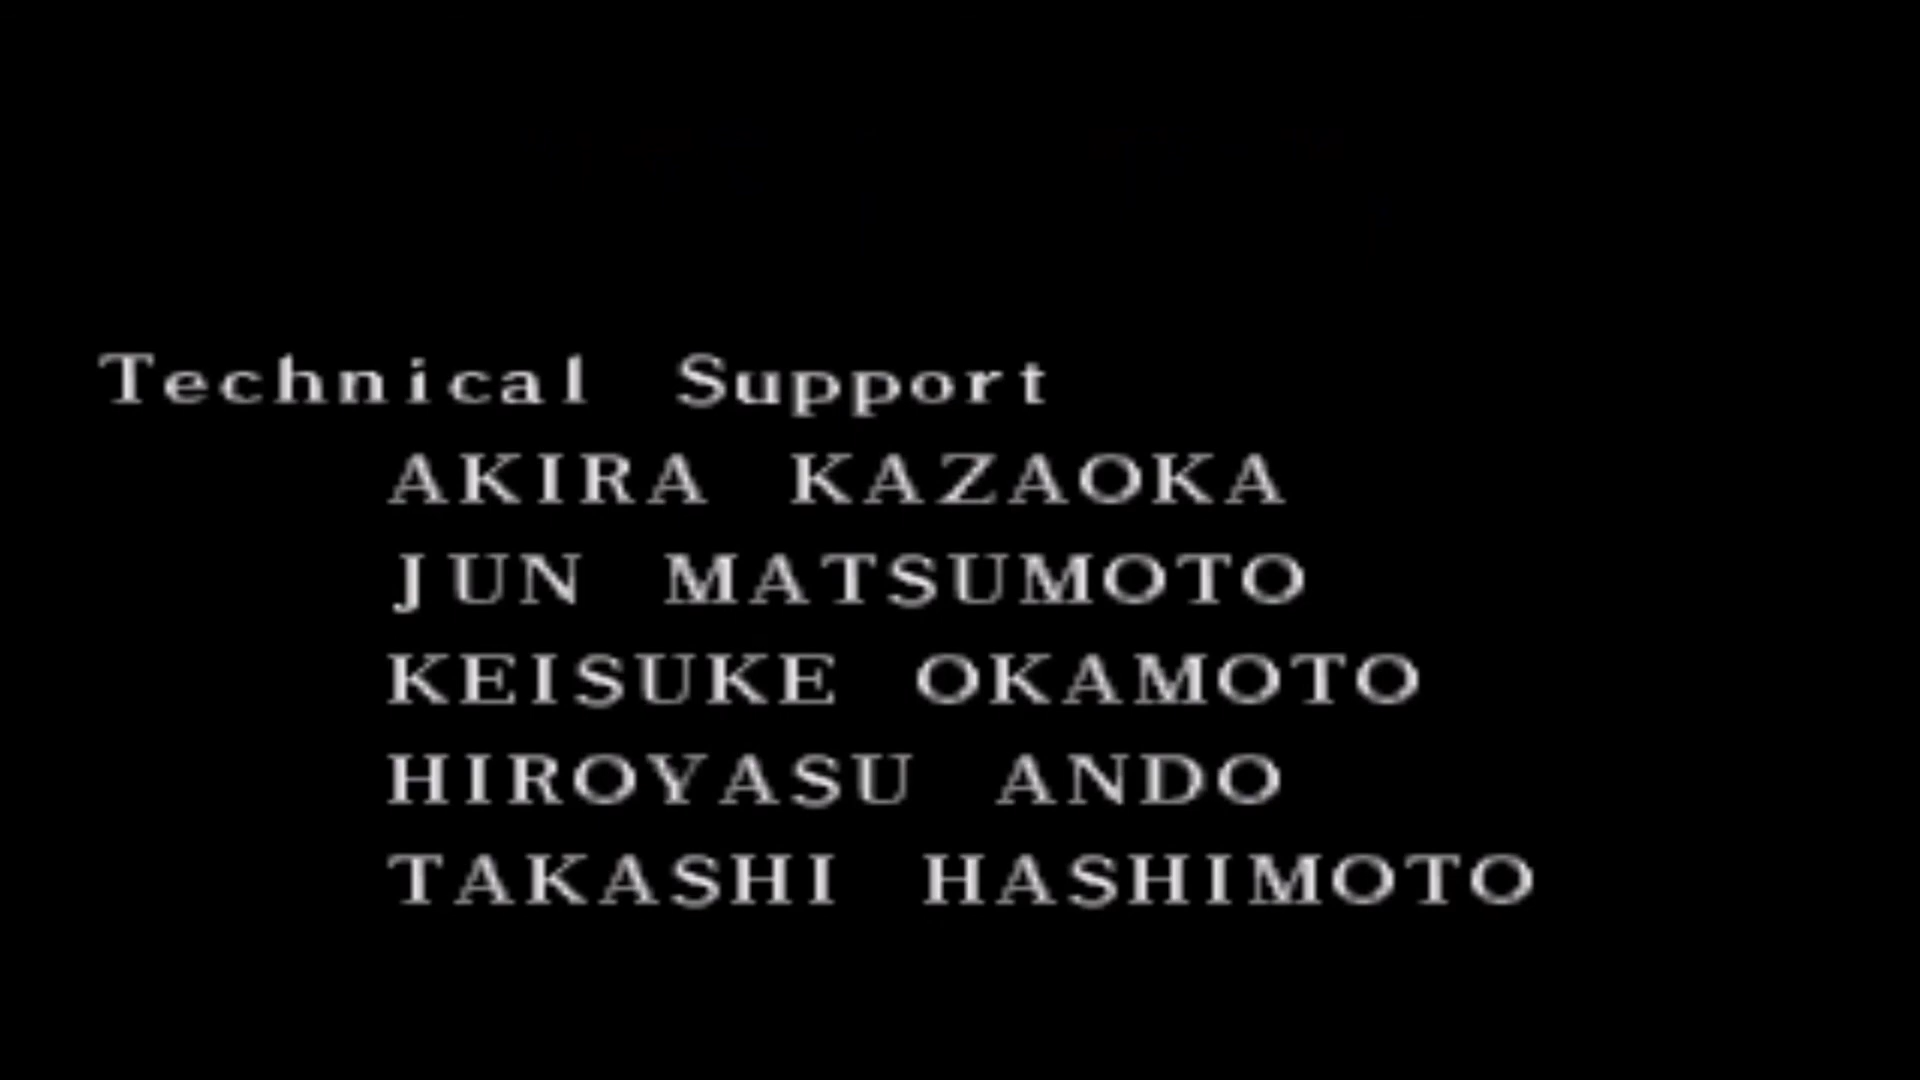 Technical Support
AKIRA KAZAOKA
JUN MATSUMOTO
KEISUKE OKAMOTO
HIROYASU ANDO
TAKASHI HASHIMOTO